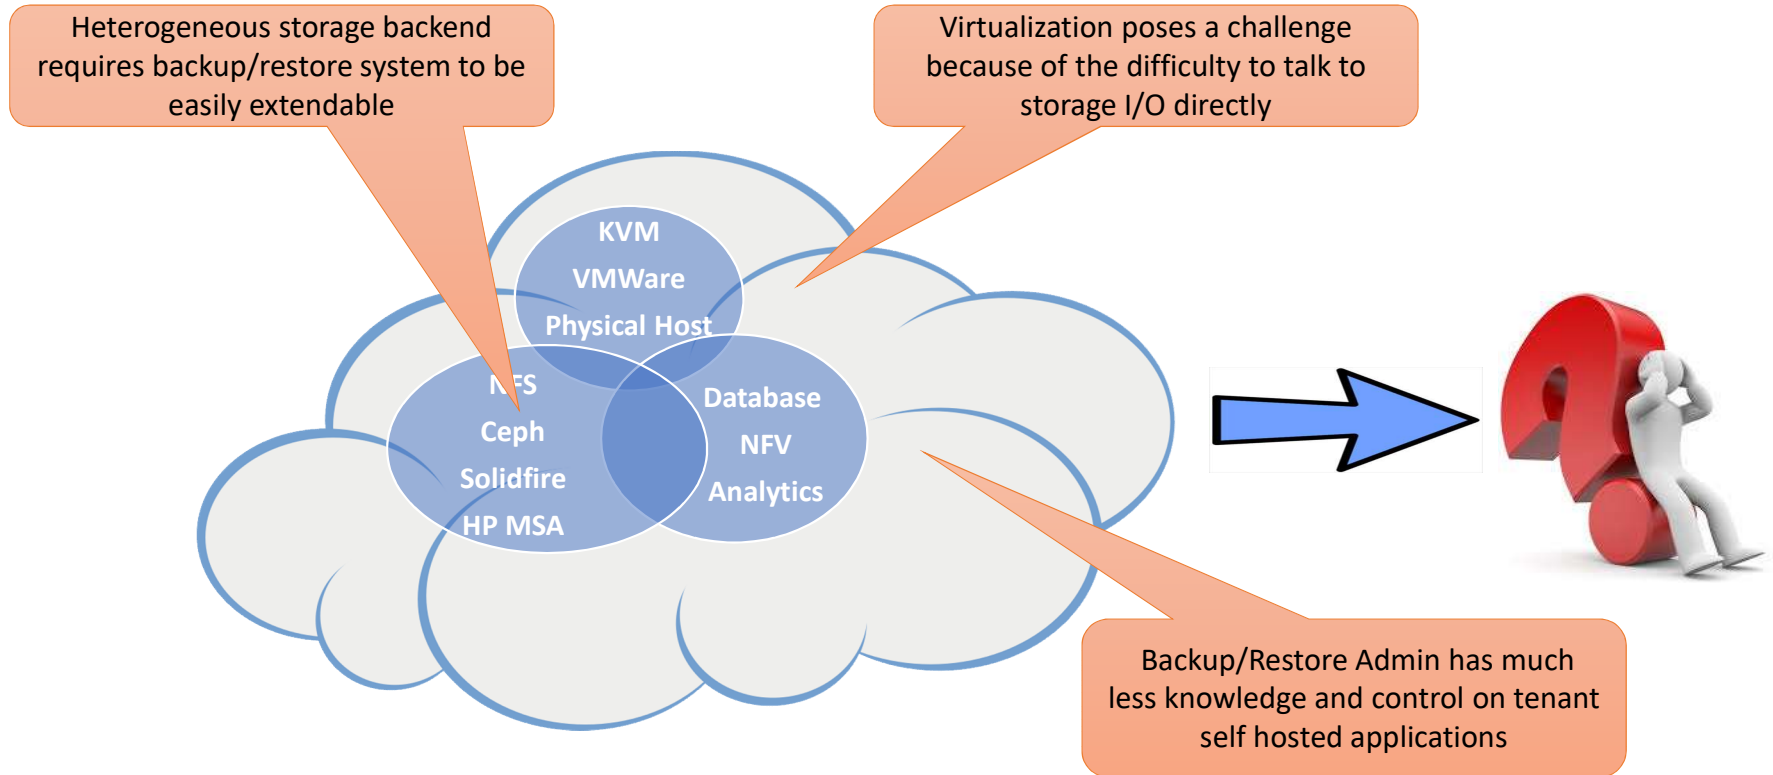 Heterogeneous storage backend
requires backup/restore system to be
easily extendable
Virtualization poses a challenge
because of the difficulty to talk to
storage I/O directly
KVM
VMWare
Physical Host
NFS
Ceph
Solidfire
HP MSA
Database
NFV
Analytics
Backup/Restore Admin has much
less knowledge and control on tenant
self hosted applications